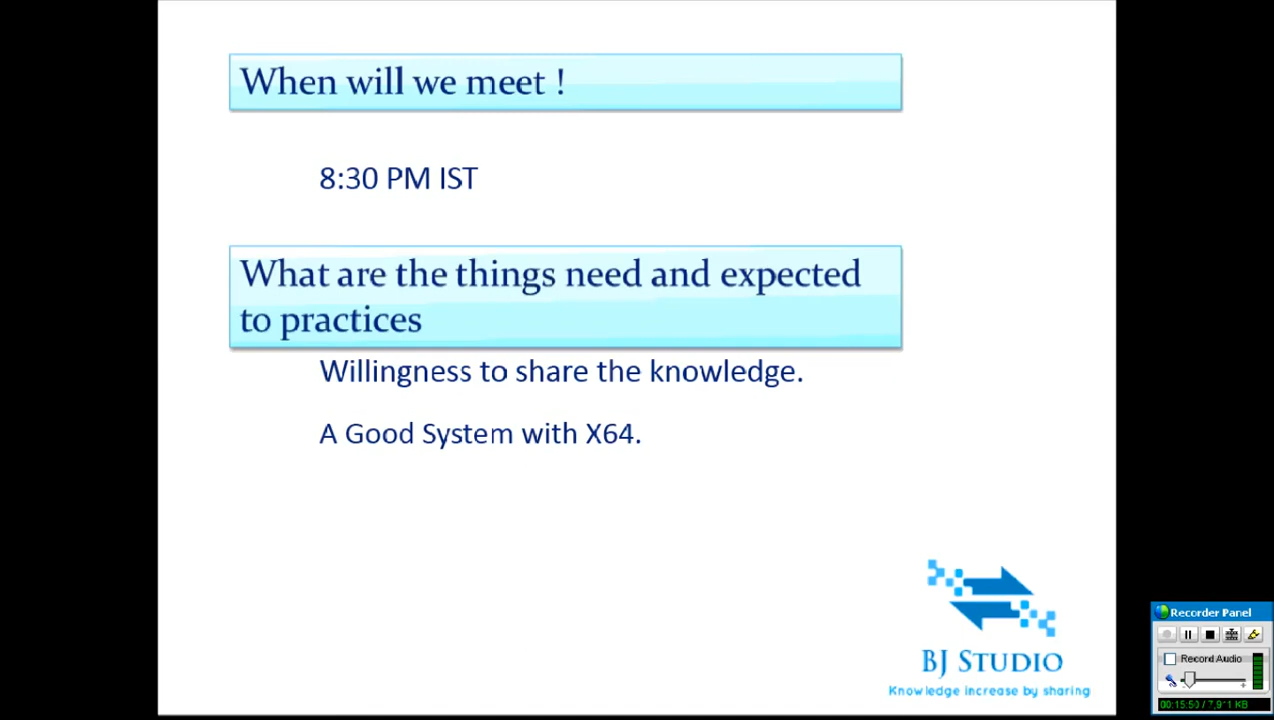 When will we meet !
8:30 PM IST
What are the things need and expected
to practices
Willingness to share the knowledge.
A Good System with X64.
BJ STUDIO
Knowledge increase by sharing
Recorder Panel
Record Audio
00:15:50 / 7,911 KB